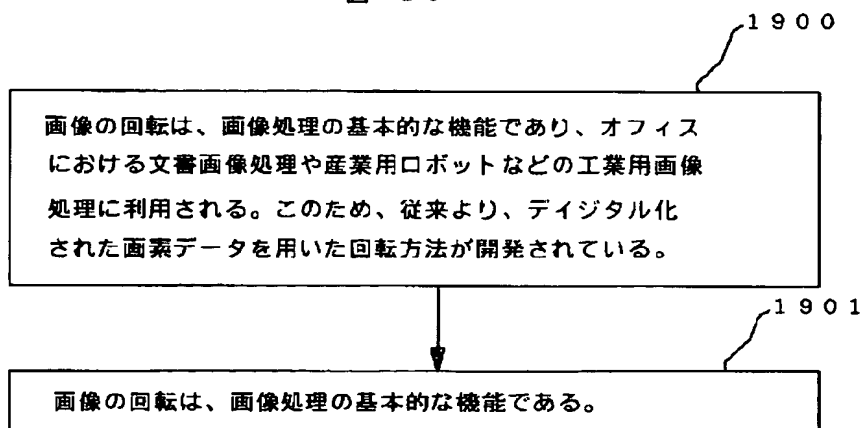 1900
画像の回転は、画像処理の基本的な機能であり、オフィス
における文書画像処理や産業用ロボットなどの工業用画像
処理に利用される。このため、従来より、デイジタル化
された画素データを用いた回転方法が開発されている。
1901
画像の回転は、画像処理の基本的な機能である。